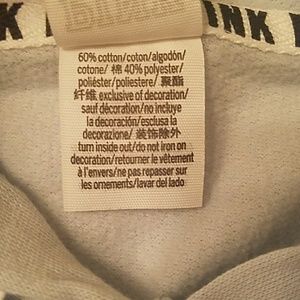 NK
INK
60% cotton/coton/algodón/
cotone/ 棉 40% polyester/
polyester/poliéster/poliestere/ 聚酯
纤维 exclusive of decoration/
sauf décoration/no incluye
la decoración/esclusa la
decorazione/ 装饰除外
turn inside out/do not iron on
decoration/retourner le vêtement
à l'envers/ne pas repasser sur
les ornements/lavar del lado